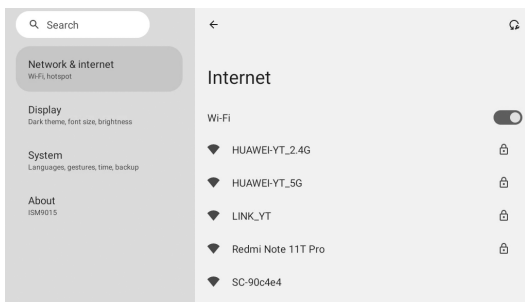 Search
Network & internet
Wi-Fi, hotspot
Display
Dark theme, font size, brightness
System
Languages, gestures, time, backup
About
ISM9015
Internet
Wi-Fi
HUAWEI-YT_2.4G
HUAWEI-YT_5G
LINK_YT
Redmi Note 11T Pro
SC-90c4e4